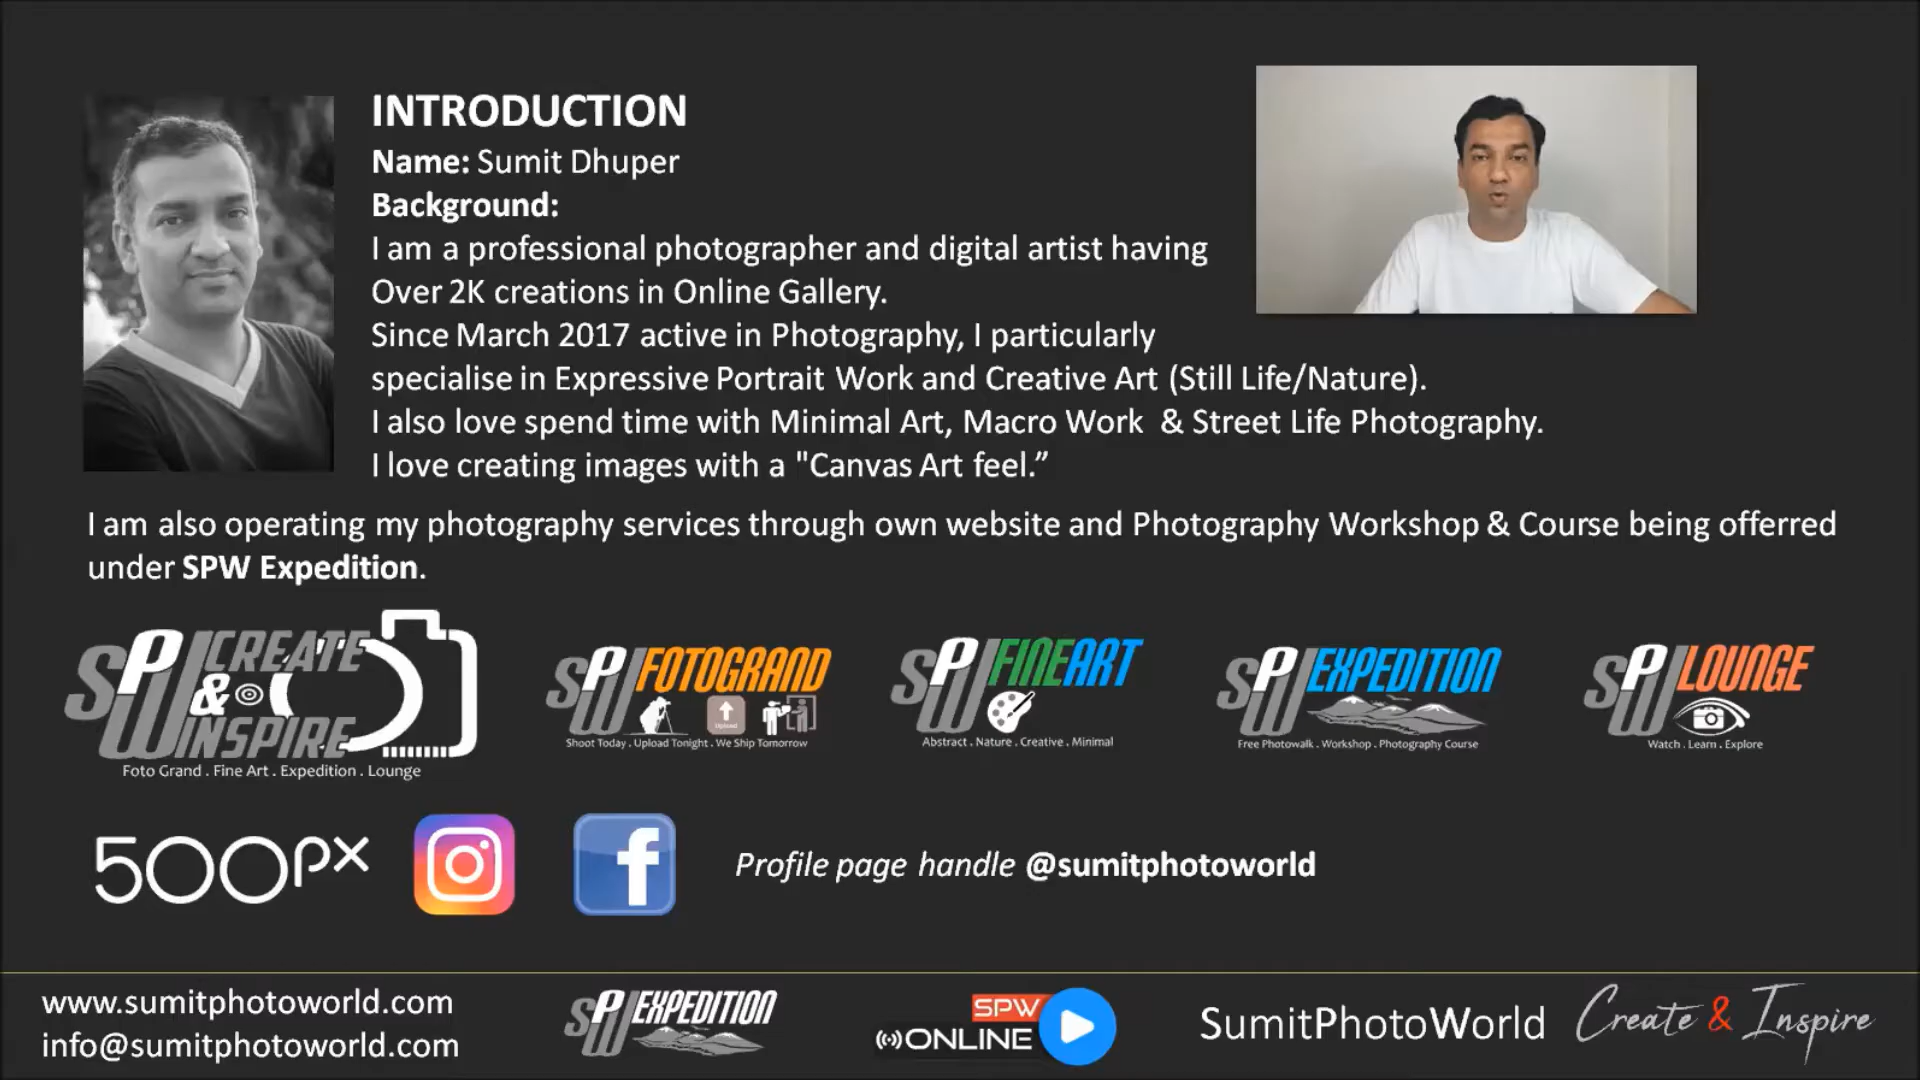 INTRODUCTION
Name: Sumit Dhuper
Background:
I am a professional photographer and digital artist having
Over 2K creations in Online Gallery.
Since March 2017 active in Photography, I particularly
specialise in Expressive Portrait Work and Creative Art (Still Life/Nature).
I also love spend time with Minimal Art, Macro Work & Street Life Photography.
I love creating images with a "Canvas Art feel.”
I am also operating my photography services through own website and Photography Workshop & Course being offerred
under SPW Expedition.
SPW CREATE
&
INSPIRE
Foto Grand . Fine Art . Expedition . Lounge
SPW FOTOGRAND
Upload
Shoot Today . Upload Tonight . We Ship Tomorrow
SPW FINEART
Abstract . Nature . Creative . Minimal
SPW EXPEDITION
Free Photowalk . Workshop . Photography Course
SPW LOUNGE
Watch . Learn . Explore
500px
f
Profile page handle @sumitphotoworld
www.sumitphotoworld.com
info@sumitphotoworld.com
SPW EXPEDITION
SPW
ONLINE
SumitPhotoWorld
Create & Inspire